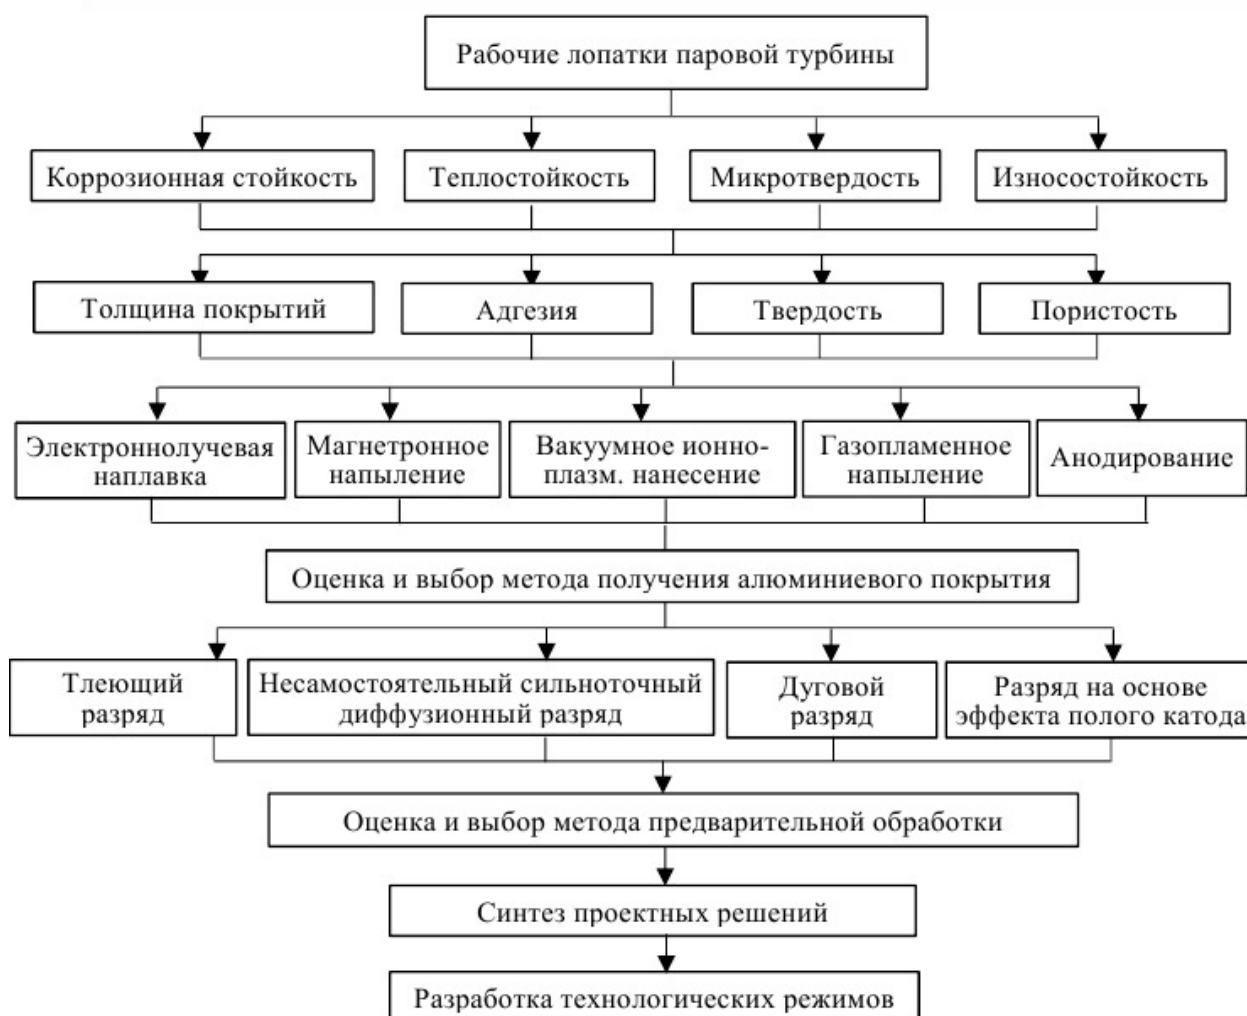 Рабочие лопатки паровой турбины
Коррозионная стойкость
Теплостойкость
Микротвердость
Износостойкость
Толщина покрытий
Адгезия
Твердость
Пористость
Электроннолучевая
наплавка
Магнетронное
напыление
Вакуумное ионно-
плазм. нанесение
Газопламенное
напыление
Анодирование
Оценка и выбор метода получения алюминиевого покрытия
Тлеющий
разряд
Несамостоятельный сильноточный
диффузионный разряд
Дуговой
разряд
Разряд на основе
эффекта полого катода
Оценка и выбор метода предварительной обработки
Синтез проектных решений
Разработка технологических режимов